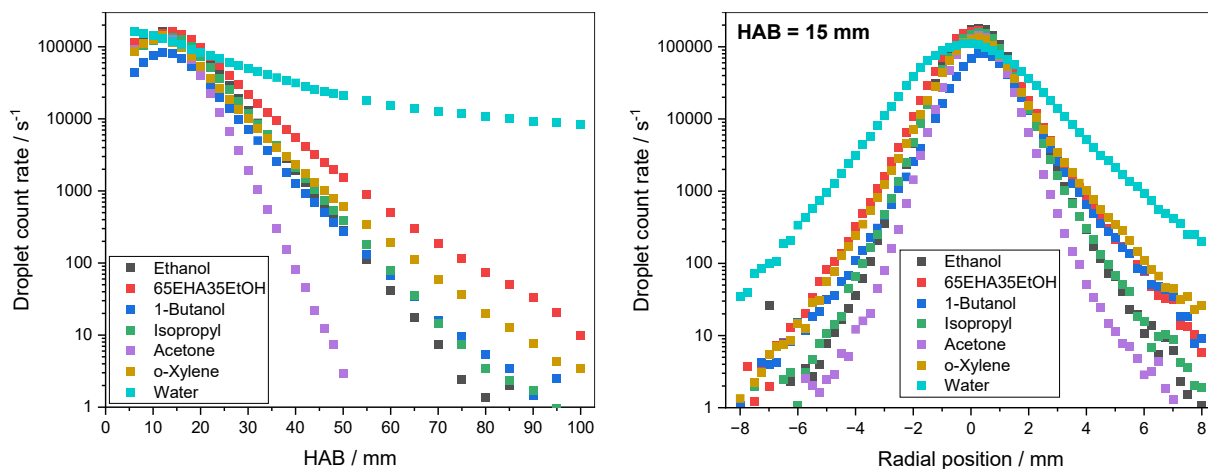 100000
10000
1000
100
10
1
Droplet count rate / s-1
Ethanol
65EHA35EtOH
1-Butanol
Isopropyl
Acetone
o-Xylene
Water
0 10 20 30 40 50 60 70 80 90 100
HAB / mm
HAB = 15 mm
100000
10000
1000
100
10
1
Droplet count rate / s-1
Ethanol
65EHA35EtOH
1-Butanol
Isopropyl
Acetone
o-Xylene
Water
−8 −6 −4 −2 0 2 4 6 8
Radial position / mm